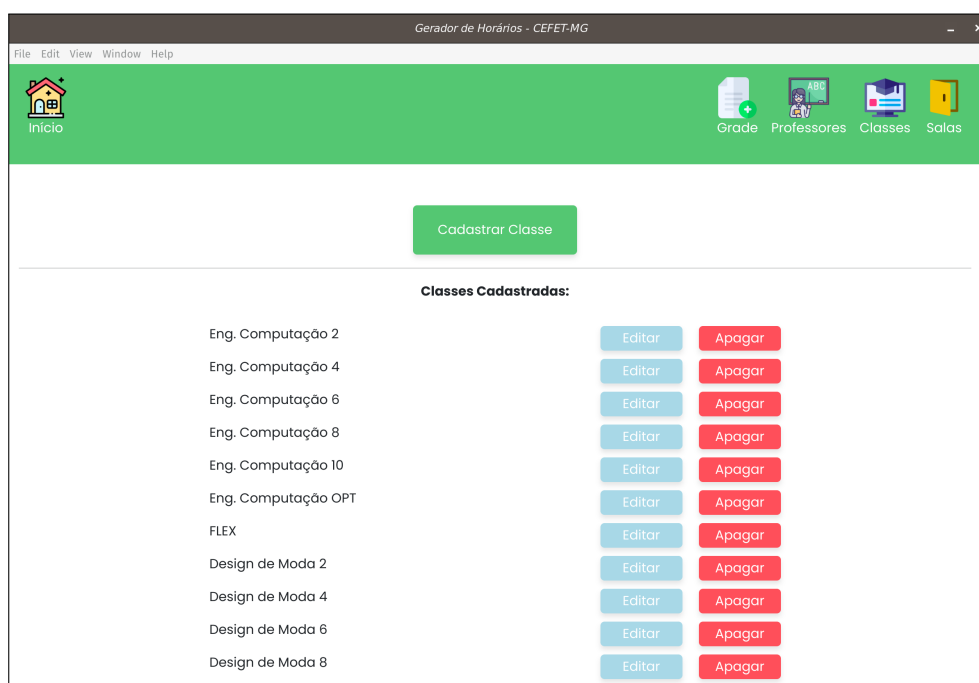 Gerador de Horários - CEFET-MG
File Edit View Window Help
ABC
Início Grade Professores Classes Salas
Cadastrar Classe
Classes Cadastradas:
Eng. Computação 2 Editar Apagar
Eng. Computação 4 Editar Apagar
Eng. Computação 6 Editar Apagar
Eng. Computação 8 Editar Apagar
Eng. Computação 10 Editar Apagar
Eng. Computação OPT Editar Apagar
FLEX Editar Apagar
Design de Moda 2 Editar Apagar
Design de Moda 4 Editar Apagar
Design de Moda 6 Editar Apagar
Design de Moda 8 Editar Apagar